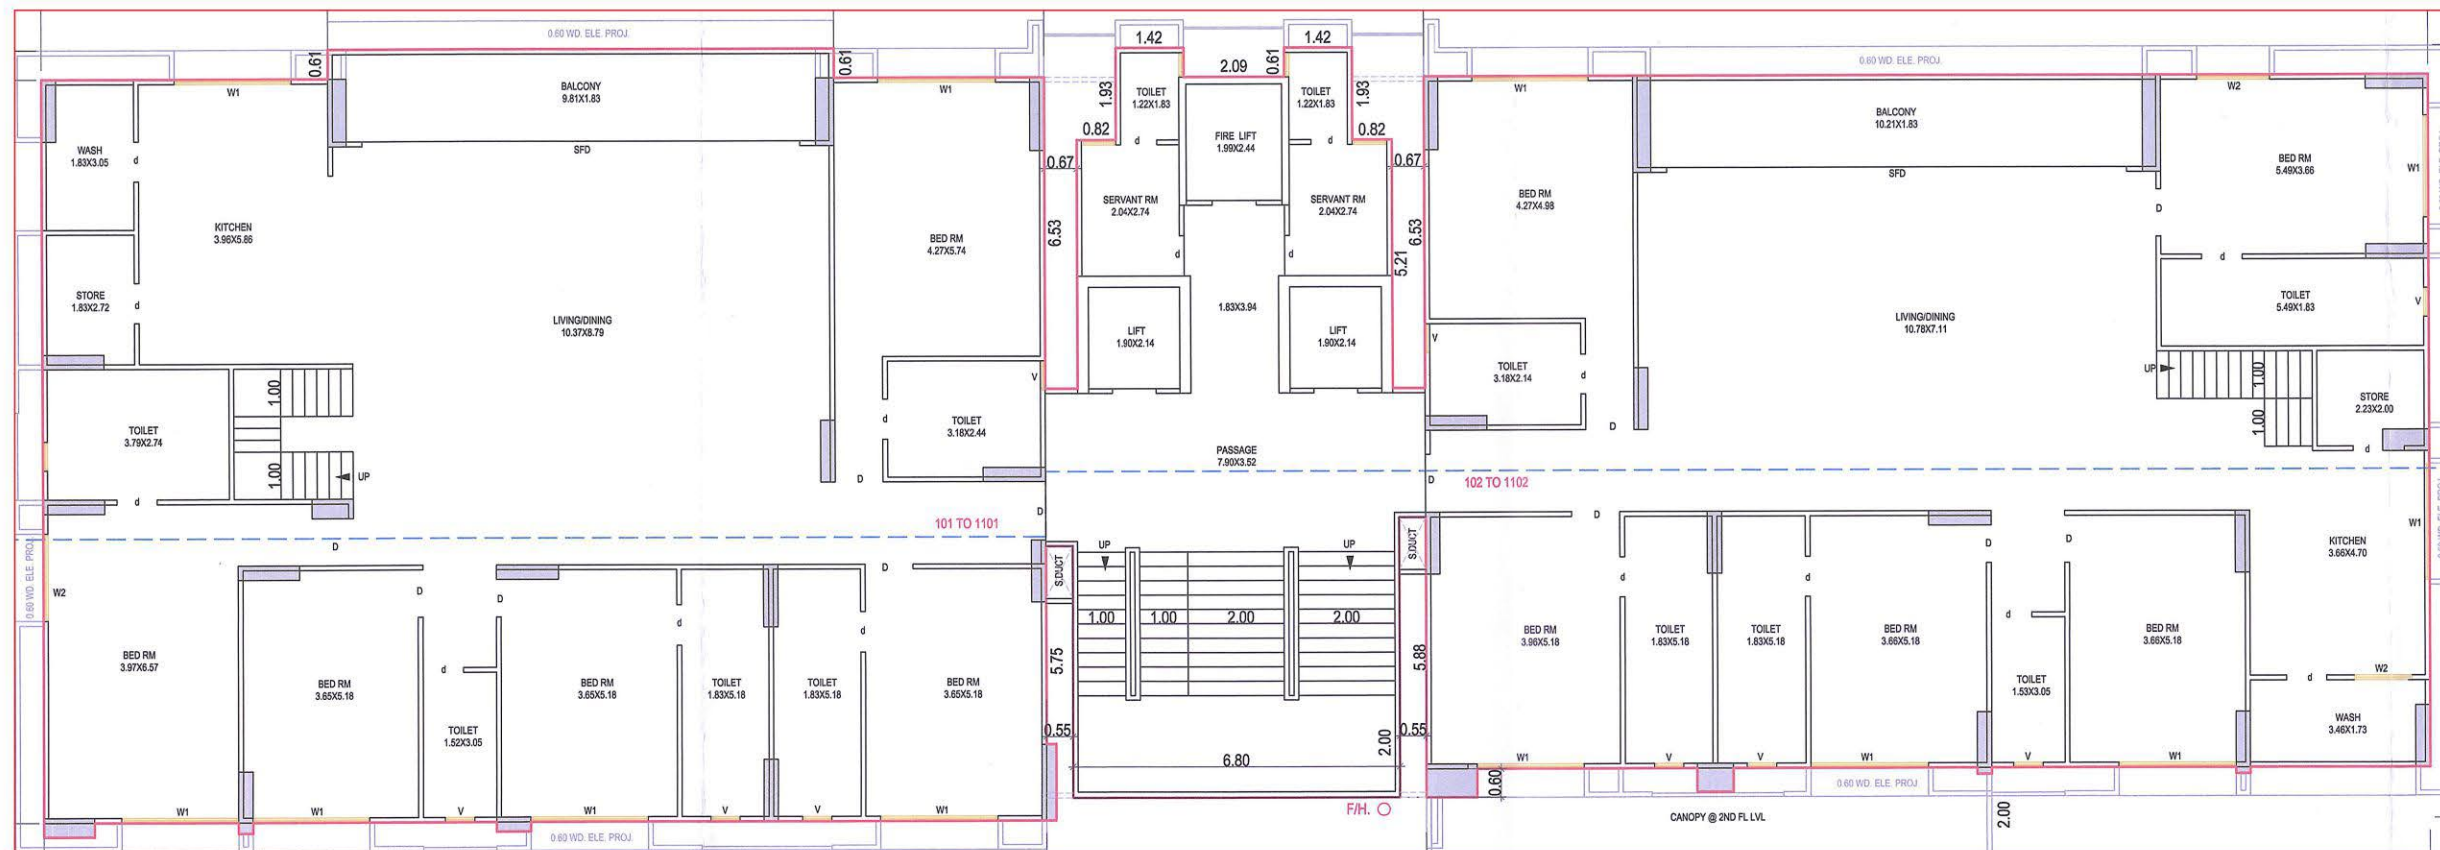 0.60 WD. ELE. PROJ.
0.61
0.61
1.42
1.42
0.61
2.09
0.60 WD. ELE. PROJ.
W1
BALCONY
9.81X1.83
W1
1.93
TOILET
1.22X1.83
TOILET
1.22X1.83
1.93
W1
BALCONY
10.21X1.83
W2
WASH
1.83X3.05
d
SFD
0.82
d
FIRE LIFT
1.99X2.44
d
0.82
SFD
BED RM
5.49X3.66
W1
0.67
0.67
D
KITCHEN
3.96X5.86
BED RM
4.27X5.74
6.53
SERVANT RM
2.04X2.74
SERVANT RM
2.04X2.74
6.53
BED RM
4.27X4.98
d
d
5.21
d
STORE
1.83X2.72
d
LIVING/DINING
10.37X8.79
LIFT
1.90X2.14
1.83X3.94
LIFT
1.90X2.14
LIVING/DINING
10.78X7.11
TOILET
5.49X1.83
V
V
V
TOILET
3.18X2.14
d
UP
1.00
1.00
STORE
2.23X2.00
d
TOILET
3.79X2.74
d
1.00
1.00
UP
d
TOILET
3.18X2.44
D
D
PASSAGE
7.90X3.52
D
D
101 TO 1101
102 TO 1102
D
D
UP
UP
S.DUCT
S.DUCT
D
D
D
W1
KITCHEN
3.66X4.70
0.60 WD. ELE. PROJ.
W2
D
D
D
1.00
1.00
2.00
2.00
BED RM
3.97X6.57
BED RM
3.65X5.18
d
TOILET
1.52X3.05
BED RM
3.65X5.18
d
TOILET
1.83X5.18
TOILET
1.83X5.18
d
BED RM
3.65X5.18
5.75
5.88
BED RM
3.96X5.18
d
TOILET
1.83X5.18
TOILET
1.83X5.18
d
BED RM
3.66X5.18
d
TOILET
1.53X3.05
BED RM
3.66X5.18
d
W2
WASH
3.46X1.73
0.55
6.80
2.00
0.55
W1
W1
V
W1
V
V
W1
W1
V
V
W1
V
W1
0.60
0.60 WD. ELE. PROJ.
0.60 WD. ELE. PROJ.
F/H.
CANOPY @ 2ND FL LVL
2.00